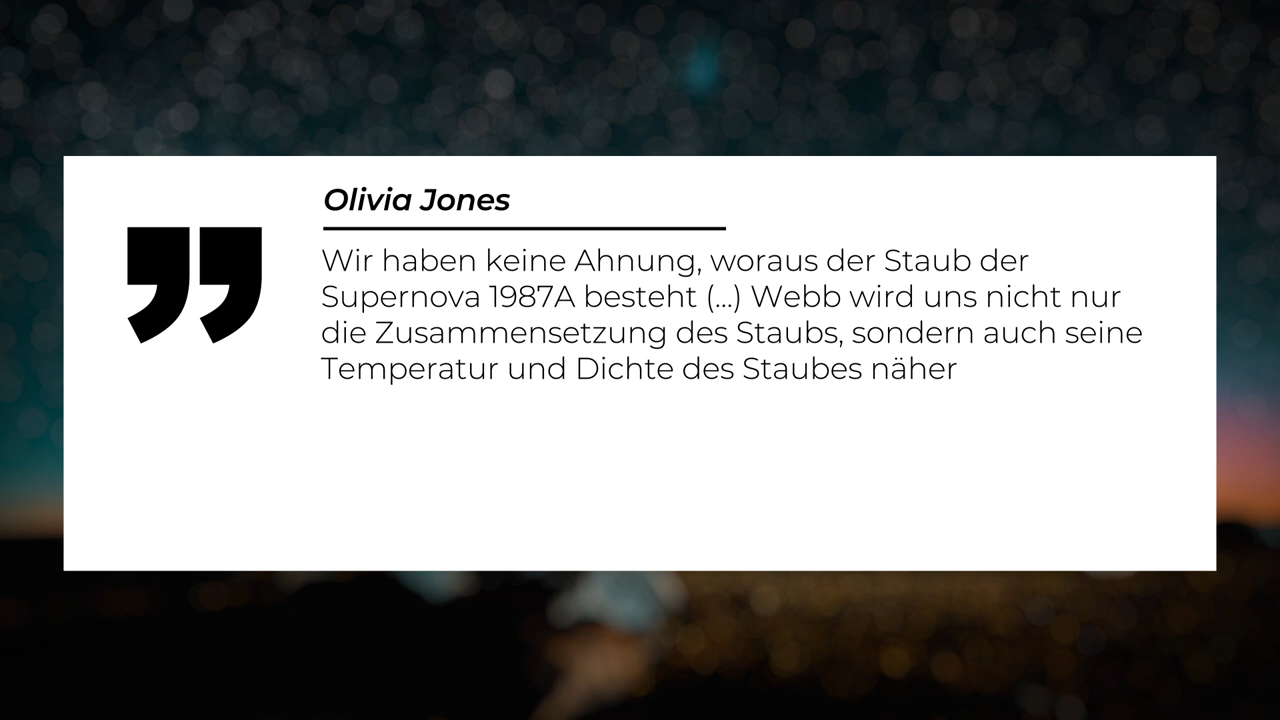 Olivia Jones
Wir haben keine Ahnung, woraus der Staub der
Supernova 1987A besteht (...) Webb wird uns nicht nur
die Zusammensetzung des Staubs, sondern auch seine
Temperatur und Dichte des Staubes näher